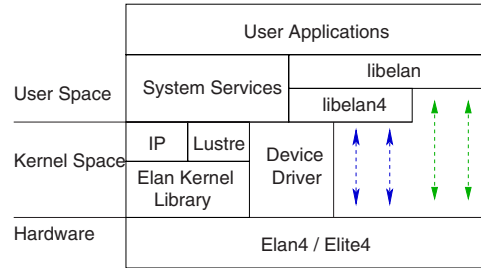 User Applications
System Services
libelan
User Space
libelan4
IP
Lustre
Device
Driver
Kernel Space
Elan Kernel
Library
Hardware
Elan4 / Elite4